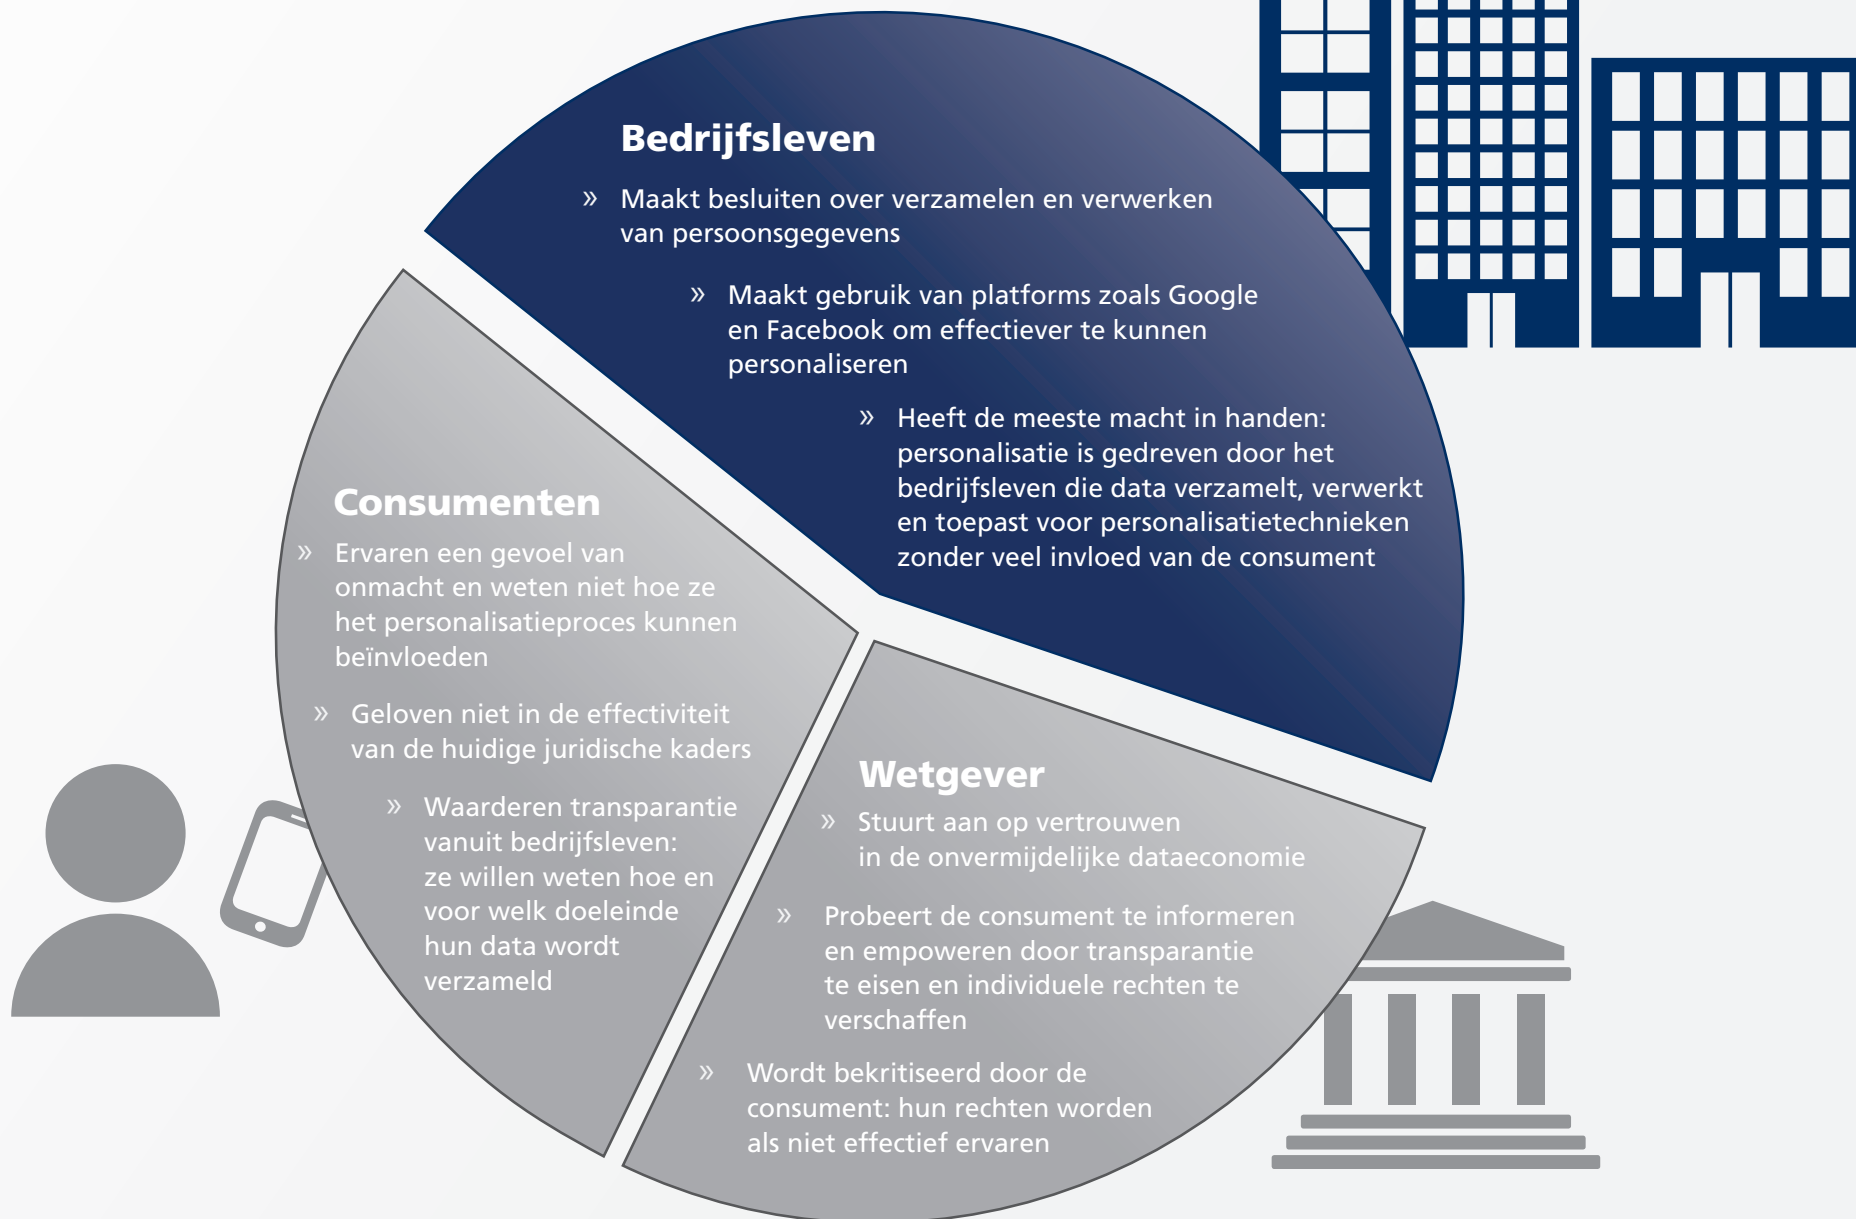 Bedrijfsleven
» Maakt besluiten over verzamelen en verwerken
van persoonsgegevens
» Maakt gebruik van platforms zoals Google
en Facebook om effectiever te kunnen
personaliseren
» Heeft de meeste macht in handen:
personalisatie is gedreven door het
bedrijfsleven die data verzamelt, verwerkt
en toepast voor personalisatietechnieken
zonder veel invloed van de consument
Consumenten
» Ervaren een gevoel van
onmacht en weten niet hoe ze
het personalisatieproces kunnen
beïnvloeden
» Geloven niet in de effectiviteit
van de huidige juridische kaders
» Waarderen transparantie
vanuit bedrijfsleven:
ze willen weten hoe en
voor welk doeleinde
hun data wordt
verzameld
Wetgever
» Stuurt aan op vertrouwen
in de onvermijdelijke dataeconomie
» Probeert de consument te informeren
en empoweren door transparantie
te eisen en individuele rechten te
verschaffen
» Wordt bekritiseerd door de
consument: hun rechten worden
als niet effectief ervaren